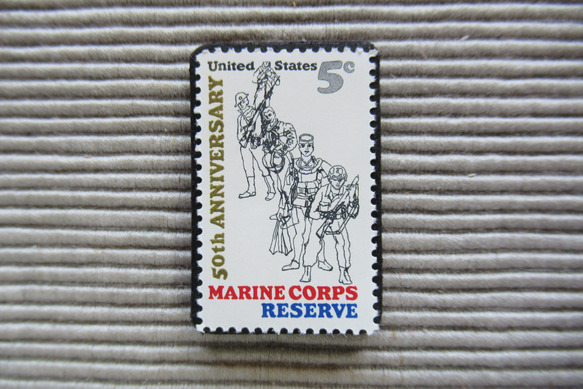 United States 5c
50th ANNIVERSARY
MARINE CORPS
RESERVE